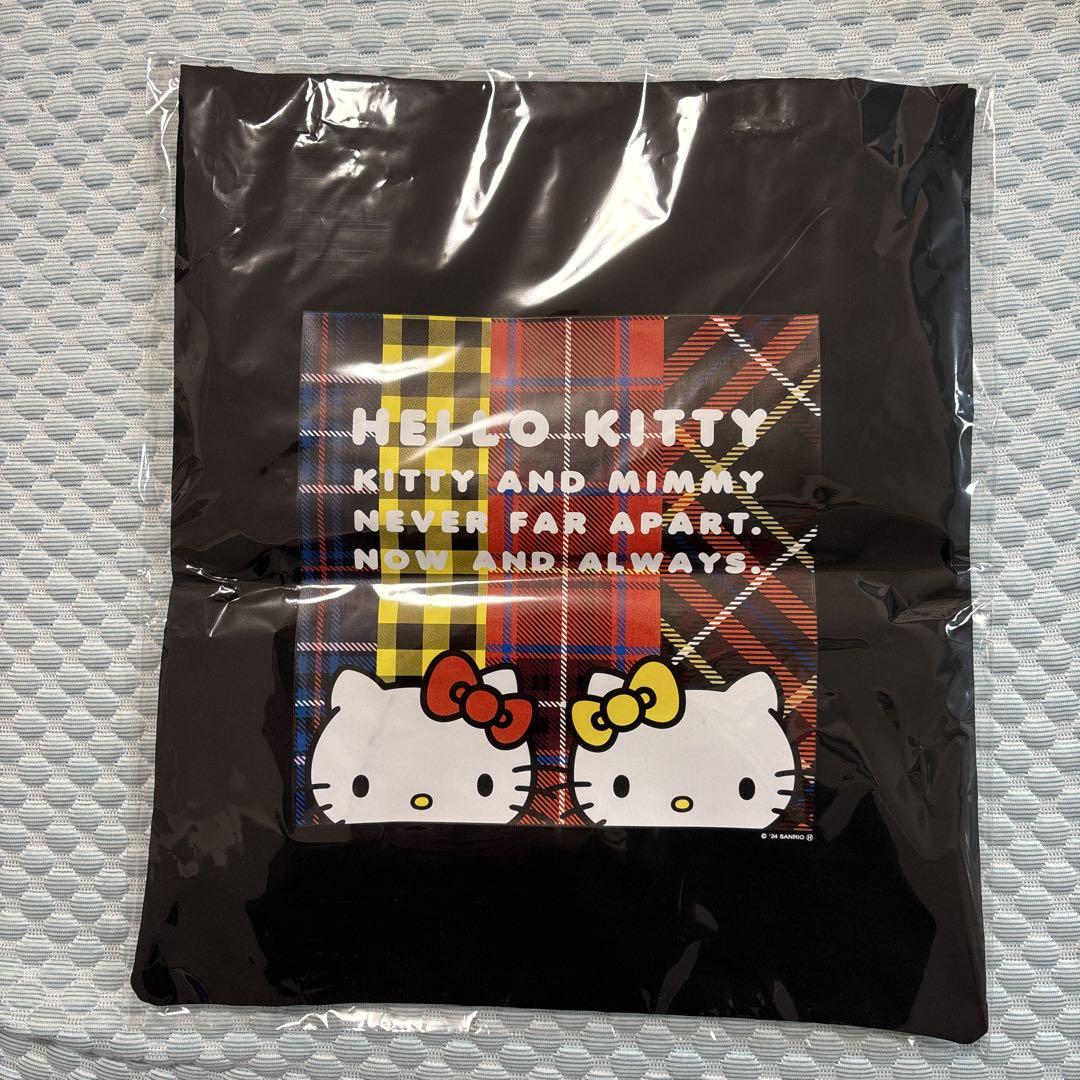 HELLO KITTY
KITTY AND MIMMY
NEVER FAR APART.
NOW AND ALWAYS.
© '24 SANRIO Ⓗ